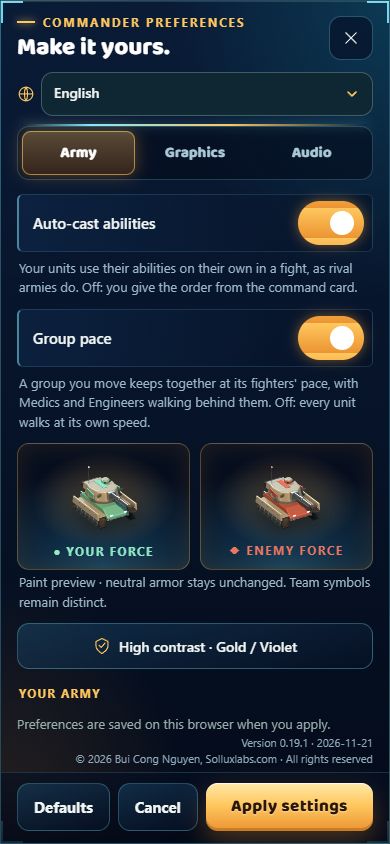 COMMANDER PREFERENCES
Make it yours.
English
Army Graphics Audio
Auto-cast abilities
Your units use their abilities on their own in a fight, as rival
armies do. Off: you give the order from the command card.
Group pace
A group you move keeps together at its fighters' pace, with
Medics and Engineers walking behind them. Off: every unit
walks at its own speed.
YOUR FORCE ENEMY FORCE
Paint preview · neutral armor stays unchanged. Team symbols
remain distinct.
High contrast · Gold / Violet
YOUR ARMY
Preferences are saved on this browser when you apply.
Version 0.19.1 · 2026-11-21
© 2026 Bui Cong Nguyen, Solluxlabs.com · All rights reserved
Defaults Cancel Apply settings